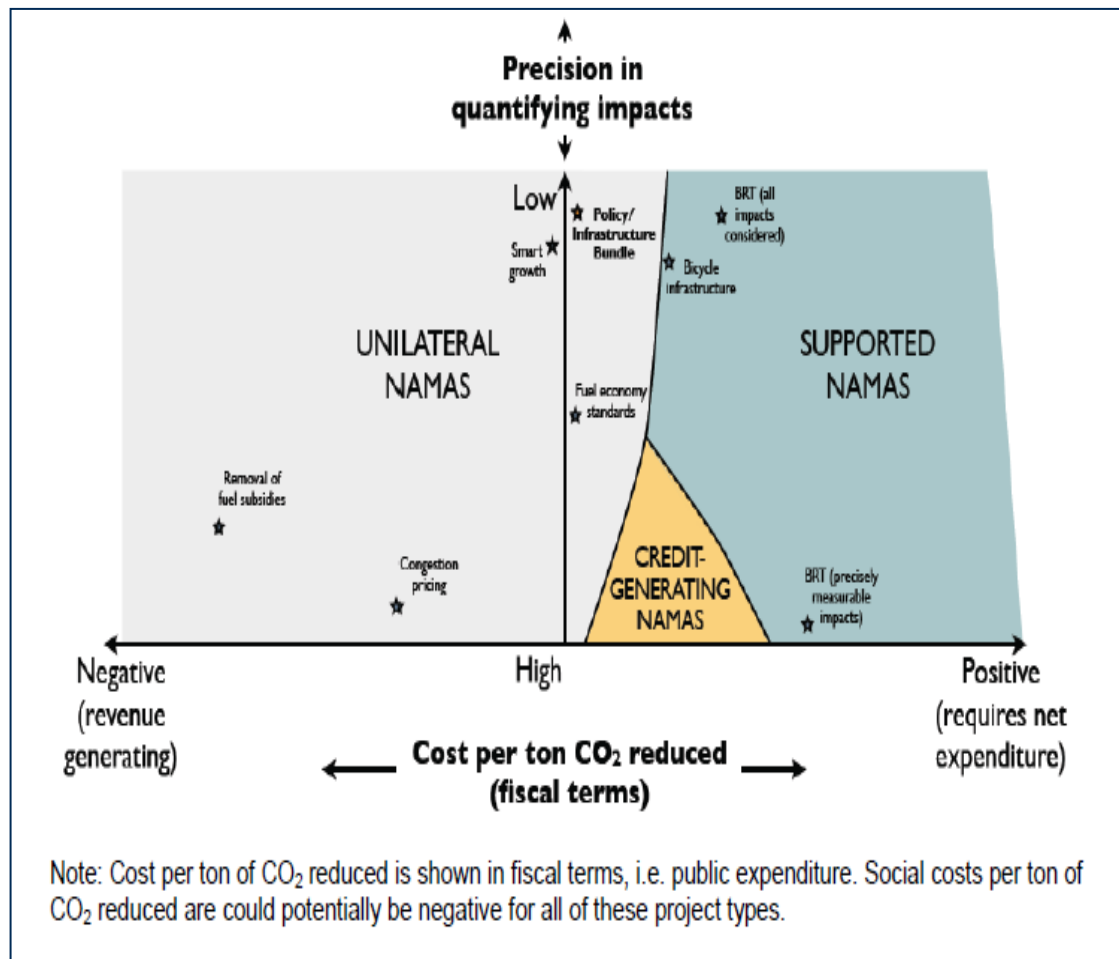 Precision in
quantifying impacts
Low
Policy/
Infrastructure
Bundle
Smart
growth
BRT (all
impacts
considered)
Bicycle
infrastructure
UNILATERAL
NAMAS
SUPPORTED
NAMAS
Fuel economy
standards
Removal of
fuel subsidies
Congestion
pricing
CREDIT-
GENERATING
NAMAS
BRT (precisely
measurable
impacts)
Negative
(revenue
generating)
High
Positive
(requires net
expenditure)
Cost per ton CO₂ reduced
(fiscal terms)
Note: Cost per ton of CO₂ reduced is shown in fiscal terms, i.e. public expenditure. Social costs per ton of
CO₂ reduced are could potentially be negative for all of these project types.